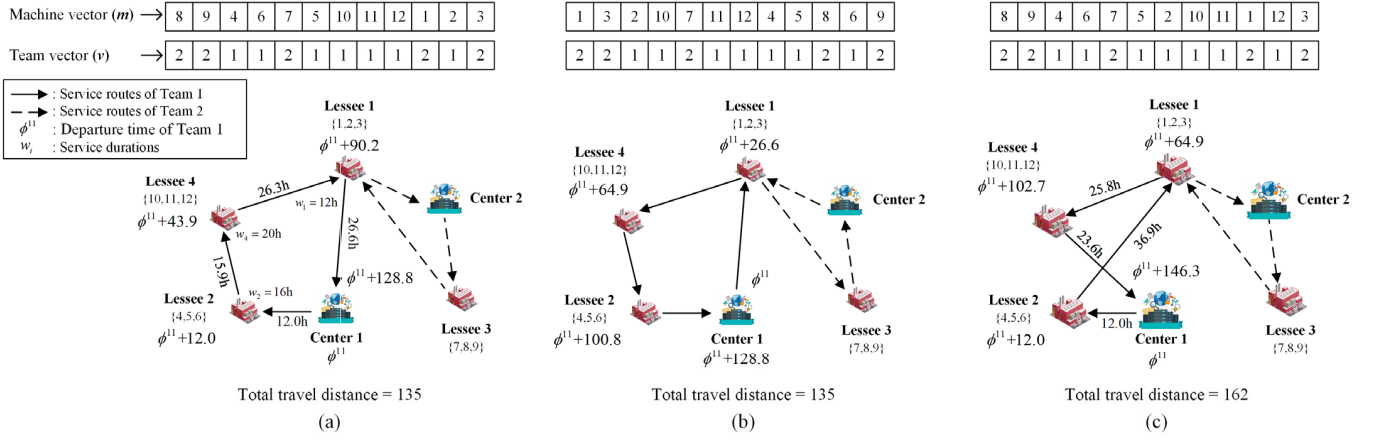 Machine vector (m)
8 9 4 6 7 5 10 11 12 1 2 3
Team vector (v)
2 2 1 1 2 1 1 1 1 2 1 2
: Service routes of Team 1
: Service routes of Team 2
ϕ¹¹ : Departure time of Team 1
wᵢ : Service durations
Lessee 1
{1,2,3}
ϕ¹¹+90.2
Lessee 4
{10,11,12}
ϕ¹¹+43.9
26.3h
w₁ = 12h
w₄ = 20h
Center 2
26.6h
15.9h
ϕ¹¹+128.8
Lessee 2
{4,5,6}
ϕ¹¹+12.0
w₂ = 16h
12.0h
Center 1
ϕ¹¹
Lessee 3
{7,8,9}
Total travel distance = 135
(a)
1 3 2 10 7 11 12 4 5 8 6 9
2 2 1 1 2 1 1 1 1 2 1 2
Lessee 1
{1,2,3}
ϕ¹¹+26.6
Lessee 4
{10,11,12}
ϕ¹¹+64.9
Center 2
ϕ¹¹
Lessee 2
{4,5,6}
ϕ¹¹+100.8
Center 1
ϕ¹¹+128.8
Lessee 3
{7,8,9}
Total travel distance = 135
(b)
8 9 4 6 7 5 2 10 11 1 12 3
2 2 1 1 2 1 1 1 1 2 1 2
Lessee 1
{1,2,3}
ϕ¹¹+64.9
Lessee 4
{10,11,12}
ϕ¹¹+102.7
25.8h
Center 2
23.6h
36.9h
ϕ¹¹+146.3
Lessee 2
{4,5,6}
ϕ¹¹+12.0
12.0h
Center 1
ϕ¹¹
Lessee 3
{7,8,9}
Total travel distance = 162
(c)